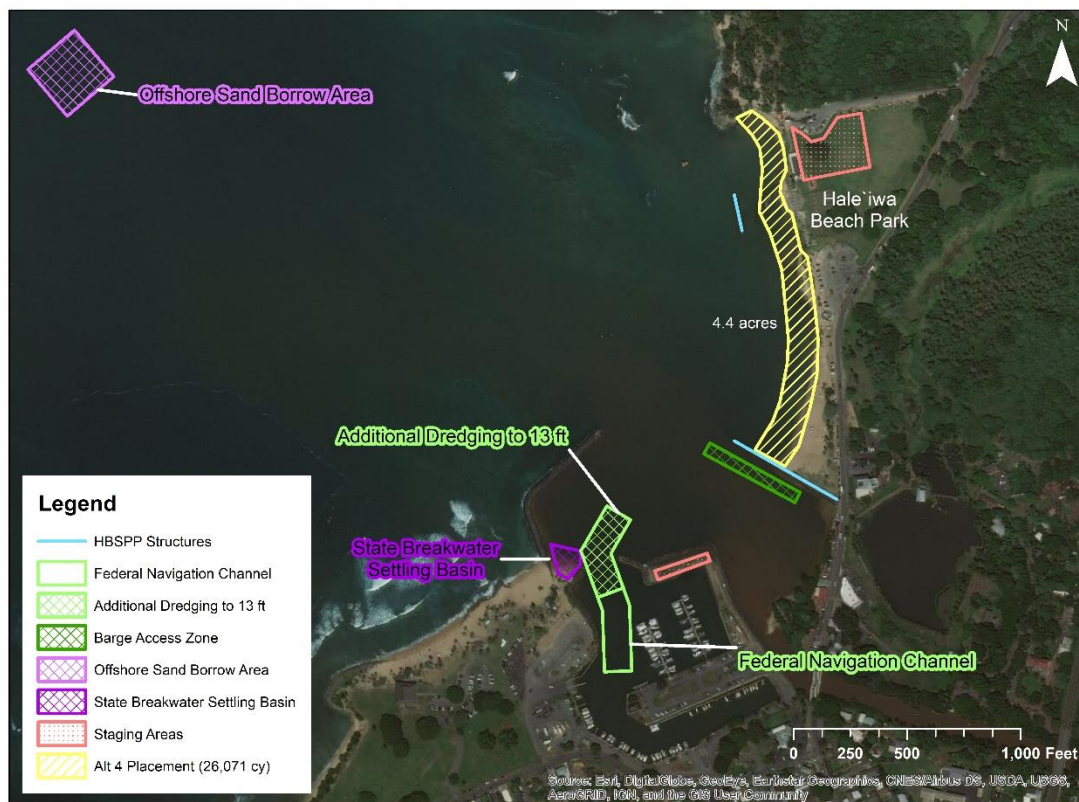 N
Offshore Sand Borrow Area
Hale`iwa
Beach Park
4.4 acres
Additional Dredging to 13 ft
State Breakwater
Settling Basin
Federal Navigation Channel
Legend
HBSPP Structures
Federal Navigation Channel
Additional Dredging to 13 ft
Barge Access Zone
Offshore Sand Borrow Area
State Breakwater Settling Basin
Staging Areas
Alt 4 Placement (26,071 cy)
0 250 500 1,000 Feet
Source: Esri, DigitalGlobe, GeoEye, Earthstar Geographics, CNES/Airbus DS, USDA, USGS,
AeroGRID, IGN, and the GIS User Community